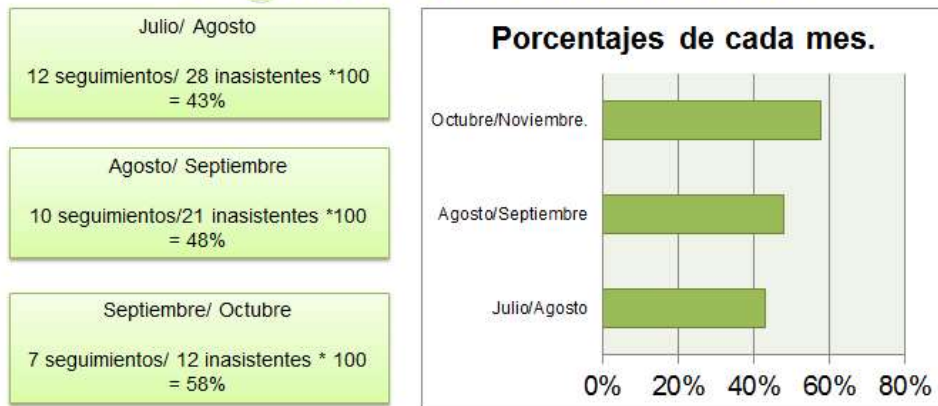 Julio/ Agosto
12 seguimientos/ 28 inasistentes *100
= 43%
Agosto/ Septiembre
10 seguimientos/21 inasistentes *100
= 48%
Septiembre/ Octubre
7 seguimientos/ 12 inasistentes * 100
= 58%
Porcentajes de cada mes.
Octubre/Noviembre.
Agosto/Septiembre
Julio/Agosto
0% 20% 40% 60% 80%